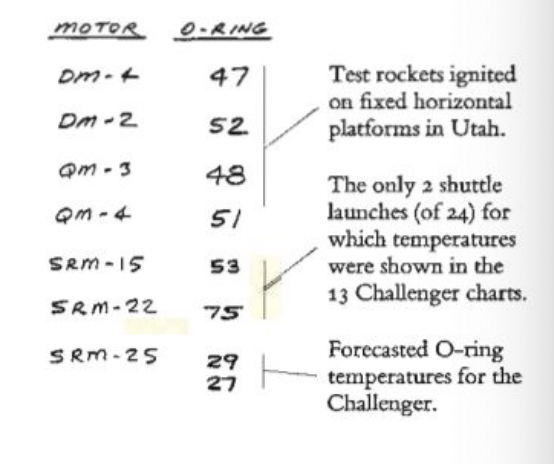 MOTOR O-RING
DM-4 47
DM-2 52
QM-3 48
QM-4 51
SRM-15 53
SRM-22 75
SRM-25 29
27
Test rockets ignited
on fixed horizontal
platforms in Utah.
The only 2 shuttle
launches (of 24) for
which temperatures
were shown in the
13 Challenger charts.
Forecasted O-ring
temperatures for the
Challenger.